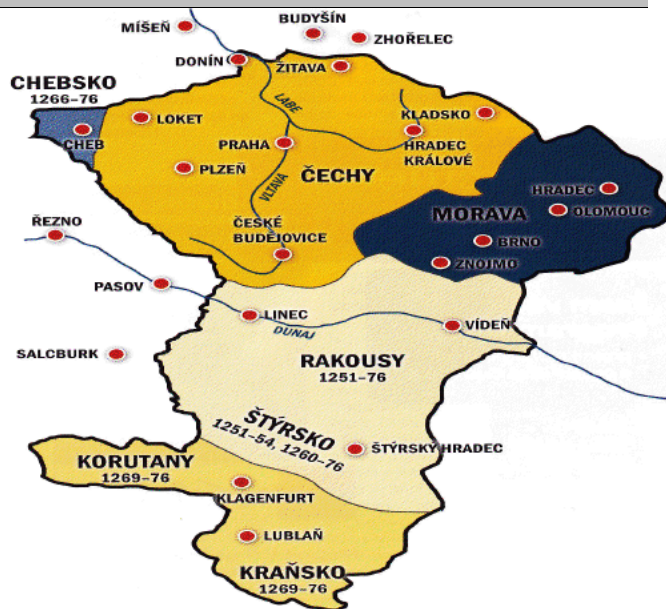 BUDYŠÍN
MÍŠEŇ
ZHOŘELEC
DONÍN
ŽITAVA
CHEBSKO
1266–76
LABE
LOKET
KLADSKO
CHEB
PRAHA
HRADEC
KRÁLOVÉ
PLZEŇ
ČECHY
VLTAVA
HRADEC
MORAVA
OLOMOUC
ŘEZNO
ČESKÉ
BUDĚJOVICE
BRNO
ZNOJMO
PASOV
LINEC
DUNAJ
VÍDEŇ
SALCBURK
RAKOUSY
1251–76
ŠTÝRSKO
1251–54, 1260–76
ŠTÝRSKÝ HRADEC
KORUTANY
1269–76
KLAGENFURT
LUBLAŇ
KRAŇSKO
1269–76